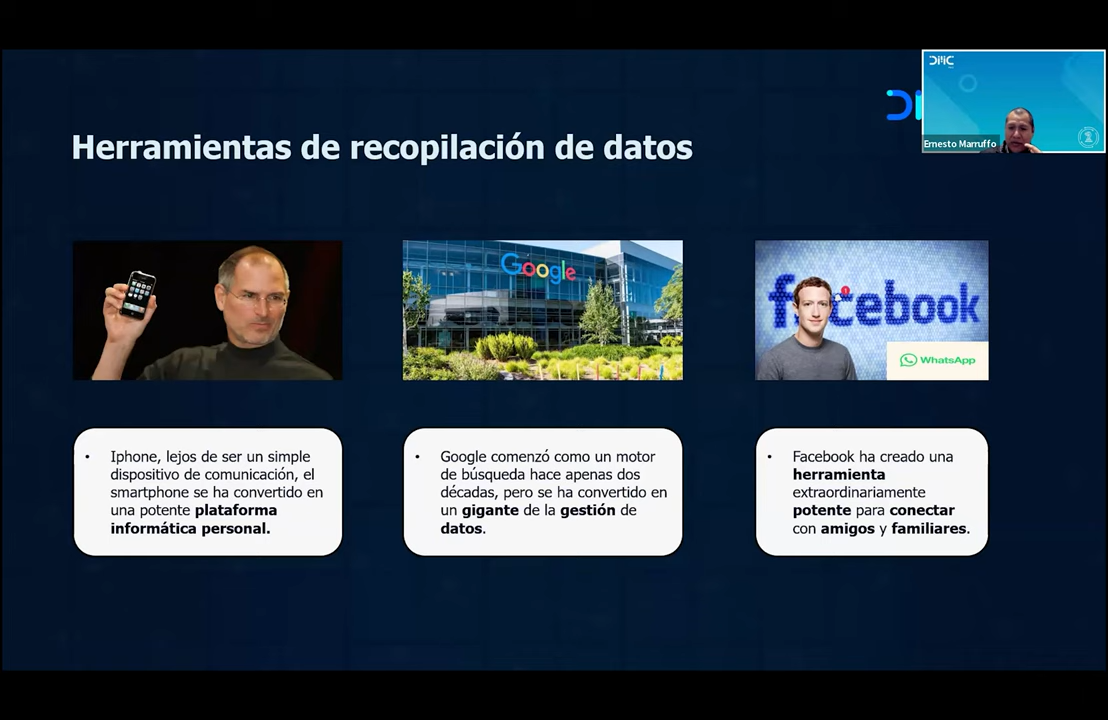 DMC
Ernesto Marruffo
Herramientas de recopilación de datos
Google
facebook
WhatsApp
• Iphone, lejos de ser un simple
dispositivo de comunicación, el
smartphone se ha convertido en
una potente plataforma
informática personal.
• Google comenzó como un motor
de búsqueda hace apenas dos
décadas, pero se ha convertido en
un gigante de la gestión de
datos.
• Facebook ha creado una
herramienta
extraordinariamente
potente para conectar
con amigos y familiares.